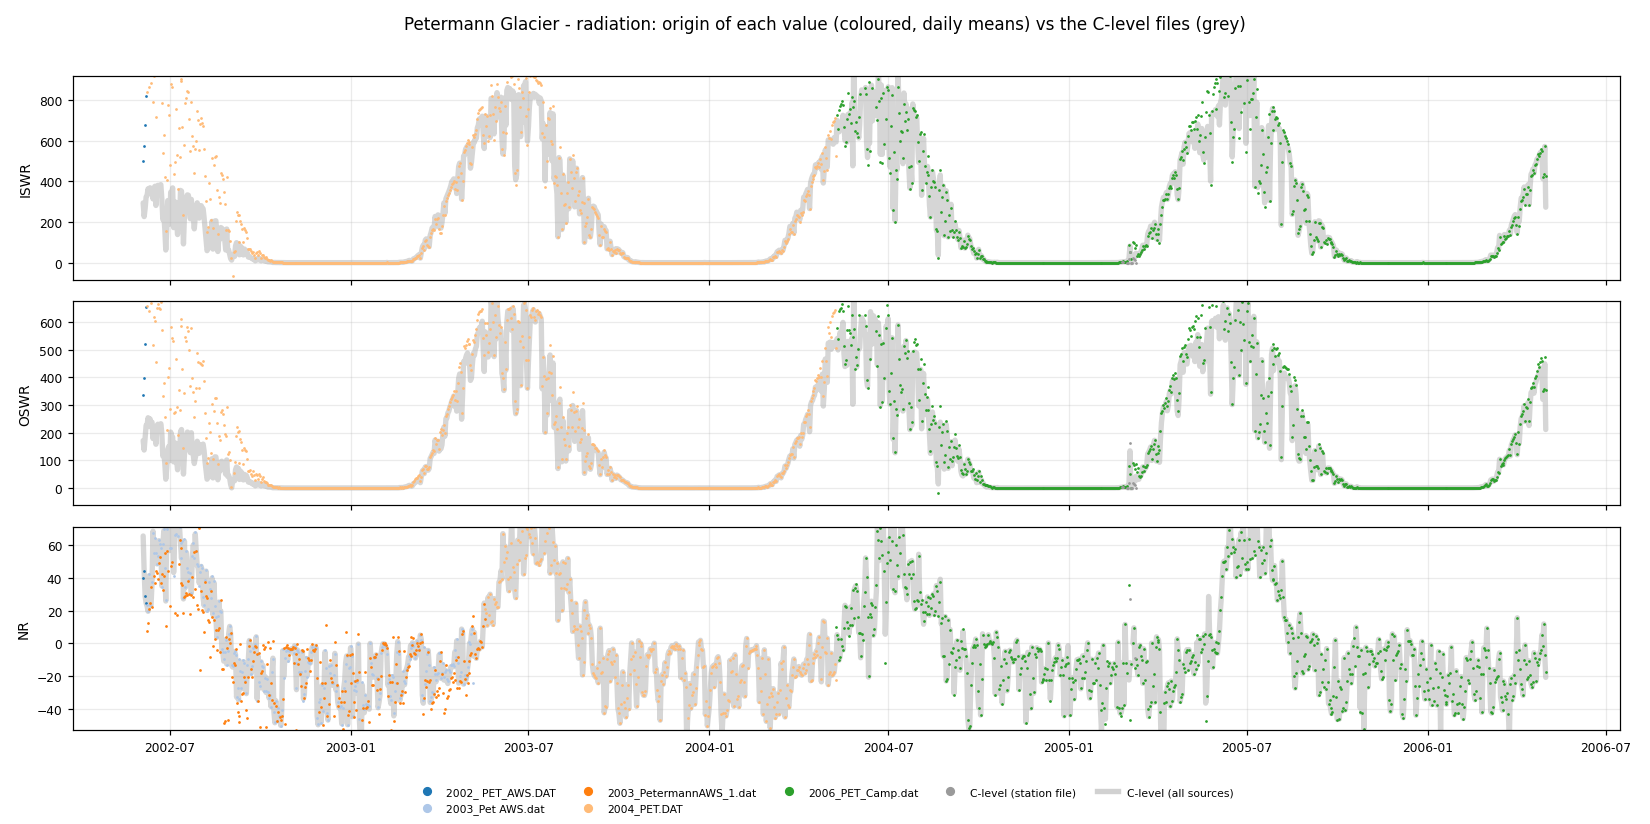 Petermann Glacier - radiation: origin of each value (coloured, daily means) vs the C-level files (grey)
ISWR
800
600
400
200
0
OSWR
600
500
400
300
200
100
0
NR
60
40
20
0
−20
−40
2002-07
2003-01
2003-07
2004-01
2004-07
2005-01
2005-07
2006-01
2006-07
2002_ PET_AWS.DAT
2003_PetermannAWS_1.dat
2006_PET_Camp.dat
C-level (station file)
C-level (all sources)
2003_Pet AWS.dat
2004_PET.DAT